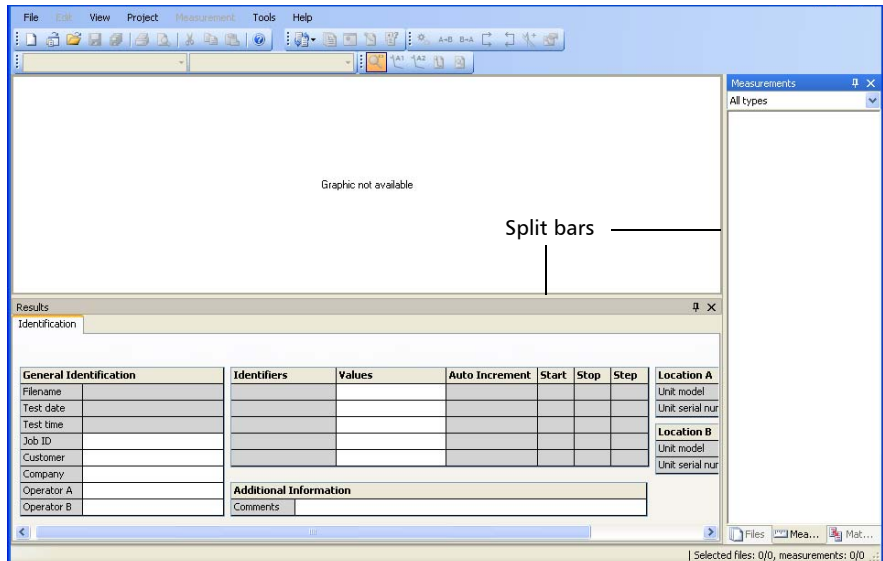 File Edit View Project Measurement Tools Help
A→B B→A
A1 A2
Measurements
All types
Graphic not available
Split bars
Results
Identification
General Identification
Filename
Test date
Test time
Job ID
Customer
Company
Operator A
Operator B
Identifiers Values Auto Increment Start Stop Step
Additional Information
Comments
Location A
Unit model
Unit serial nur
Location B
Unit model
Unit serial nur
Files Mea... Mat...
Selected files: 0/0, measurements: 0/0